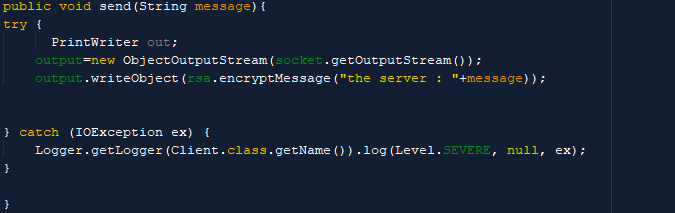 public void send(String message){
try {
PrintWriter out;
output=new ObjectOutputStream(socket.getOutputStream());
output.writeObject(rsa.encryptMessage("the server : "+message));
} catch (IOException ex) {
Logger.getLogger(Client.class.getName()).log(Level.SEVERE, null, ex);
}
}